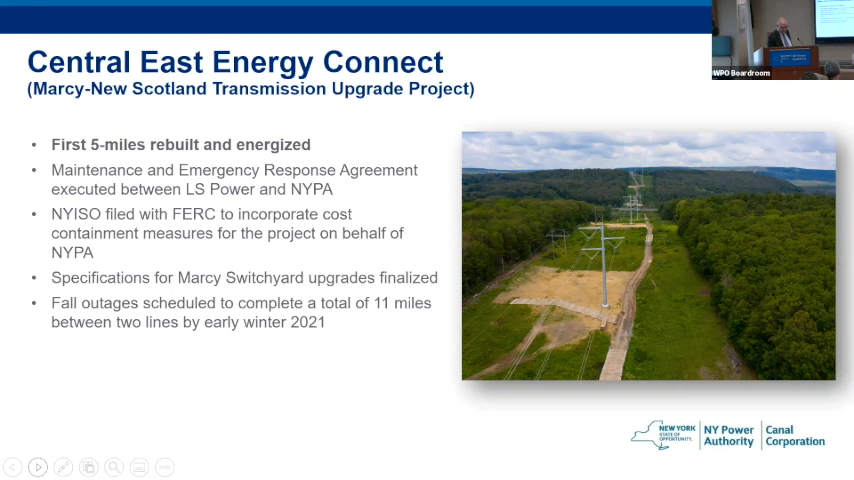 Central East Energy Connect
(Marcy-New Scotland Transmission Upgrade Project)
• First 5-miles rebuilt and energized
• Maintenance and Emergency Response Agreement
executed between LS Power and NYPA
• NYISO filed with FERC to incorporate cost
containment measures for the project on behalf of
NYPA
• Specifications for Marcy Switchyard upgrades finalized
• Fall outages scheduled to complete a total of 11 miles
between two lines by early winter 2021
WPO Boardroom
NEW YORK
STATE OF
OPPORTUNITY.
NY Power
Authority
Canal
Corporation